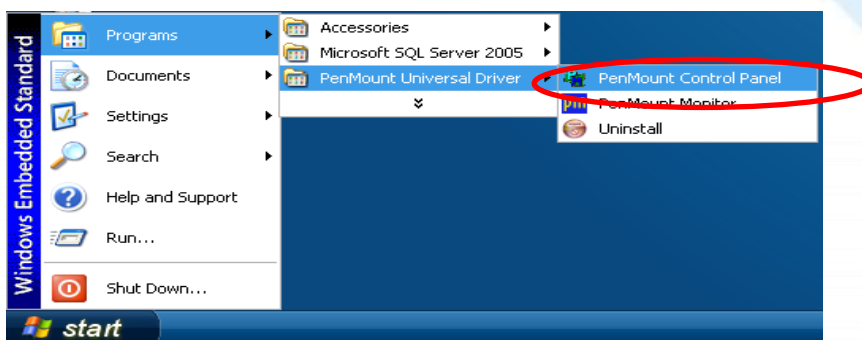 Windows Embedded Standard
Programs
Documents
Settings
Search
Help and Support
Run...
Shut Down...
Accessories
Microsoft SQL Server 2005
PenMount Universal Driver
PenMount Control Panel
PenMount Monitor
Uninstall
start